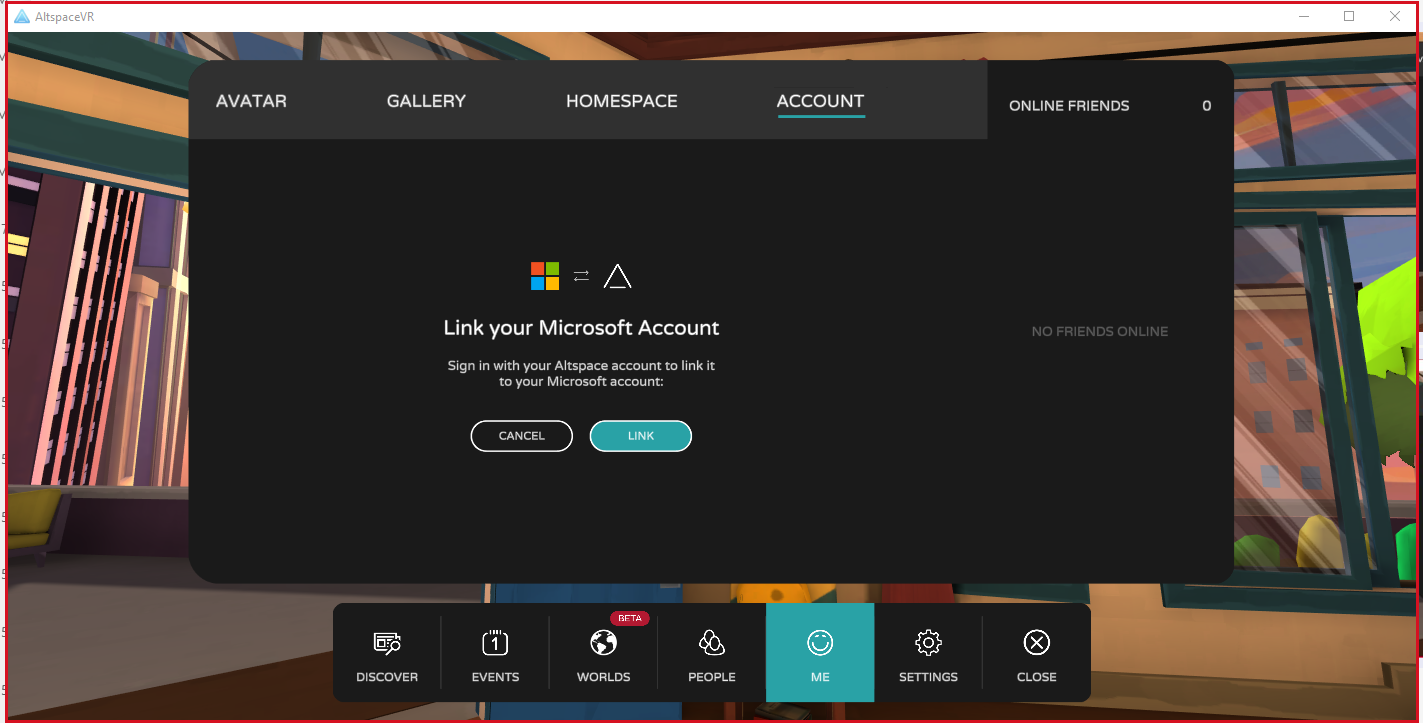 AltspaceVR
AVATAR
GALLERY
HOMESPACE
ACCOUNT
ONLINE FRIENDS
0
Link your Microsoft Account
Sign in with your Altspace account to link it
to your Microsoft account:
CANCEL
LINK
NO FRIENDS ONLINE
BETA
DISCOVER
1
EVENTS
WORLDS
PEOPLE
ME
SETTINGS
CLOSE